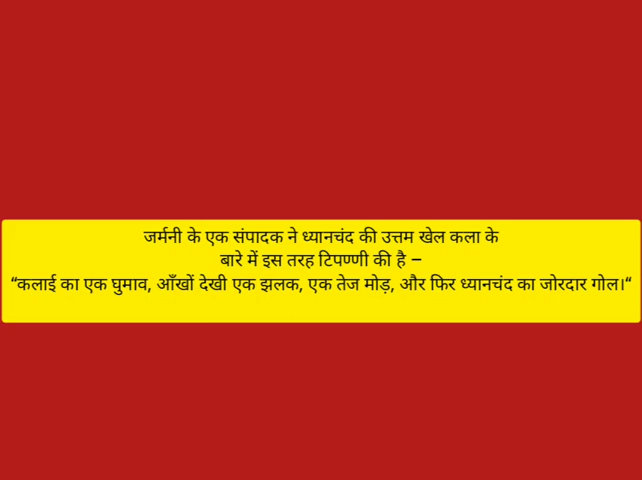 जर्मनी के एक संपादक ने ध्यानचंद की उत्तम खेल कला के
बारे में इस तरह टिपण्णी की है –
“कलाई का एक घुमाव, आँखों देखी एक झलक, एक तेज मोड़, और फिर ध्यानचंद का जोरदार गोल।“